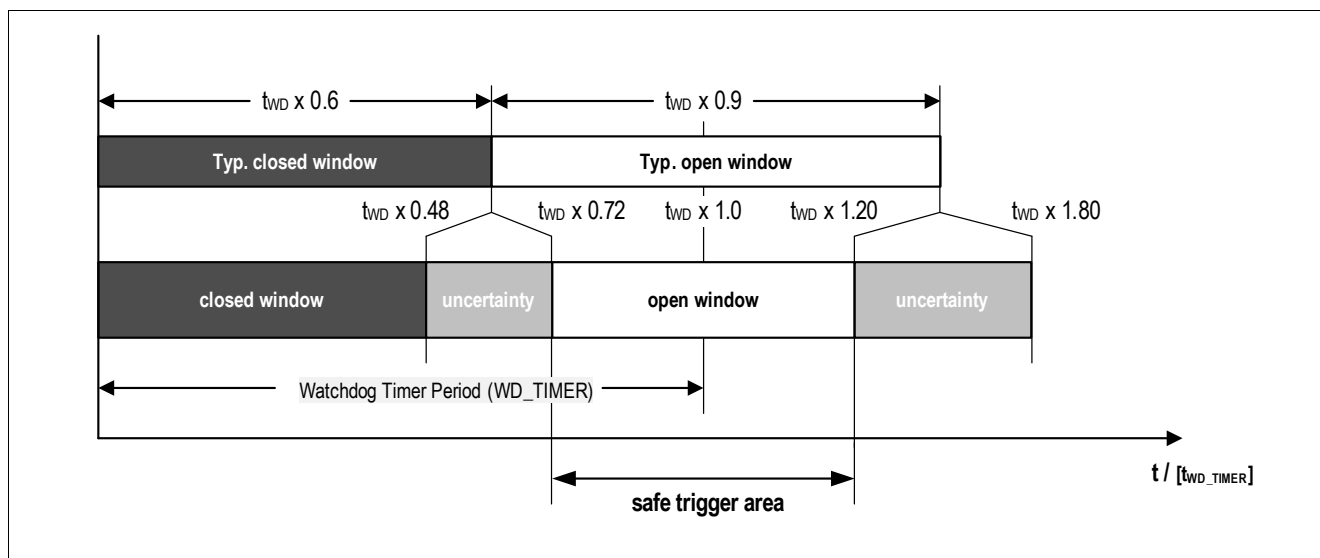 tWD x 0.6
tWD x 0.9
Typ. closed window
Typ. open window
tWD x 0.48
tWD x 0.72
tWD x 1.0
tWD x 1.20
tWD x 1.80
closed window
uncertainty
open window
uncertainty
Watchdog Timer Period (WD_TIMER)
t / [tWD_TIMER]
safe trigger area